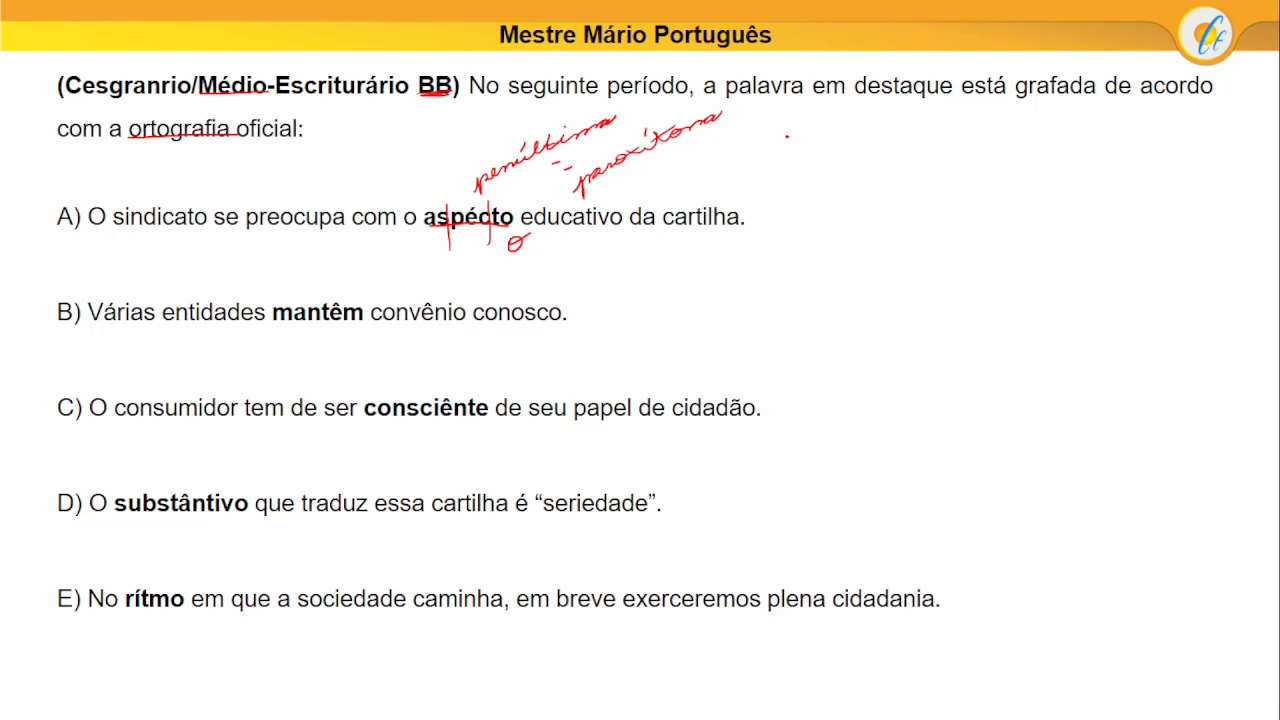 Mestre Mário Português
(Cesgranrio/Médio-Escriturário BB) No seguinte período, a palavra em destaque está grafada de acordo
com a ortografia oficial:
penúltima
= paroxítona
A) O sindicato se preocupa com o aspécto educativo da cartilha.
o
B) Várias entidades mantêm convênio conosco.
C) O consumidor tem de ser consciênte de seu papel de cidadão.
D) O substântivo que traduz essa cartilha é “seriedade”.
E) No rítmo em que a sociedade caminha, em breve exerceremos plena cidadania.